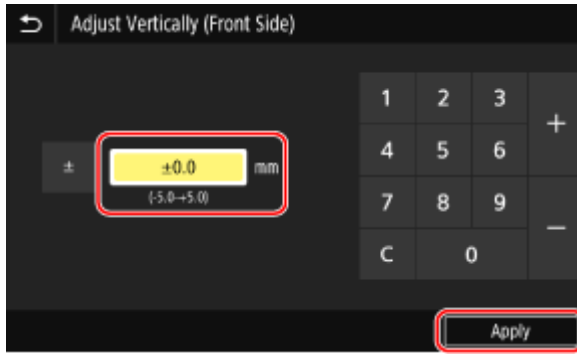 Adjust Vertically (Front Side)
1 2 3 +
± ±0.0 mm 4 5 6
(-5.0→5.0)
7 8 9 −
C 0
Apply